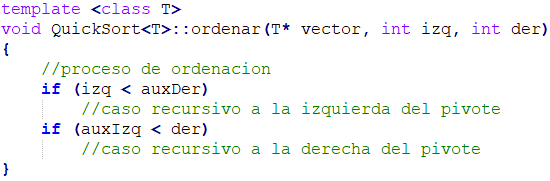 template <class T>
void QuickSort<T>::ordenar(T* vector, int izq, int der)
{
//proceso de ordenacion
if (izq < auxDer)
//caso recursivo a la izquierda del pivote
if (auxIzq < der)
//caso recursivo a la derecha del pivote
}